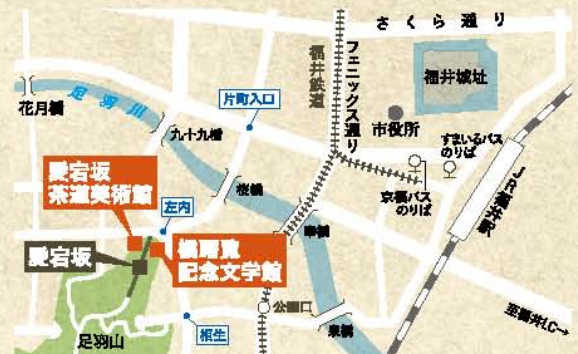 さくら通り
福井鉄道
フェニックス通り
福井城址
足羽川
片町入口
花月橋
市役所
すまいるバス
のりば
九十九橋
JR福井駅
愛宕坂
茶道美術館
京福バス
のりば
桜橋
左内
幸橋
愛宕坂
橘曙覧
記念文学館
公園口
至福井I.C→
相生
泉橋
足羽山